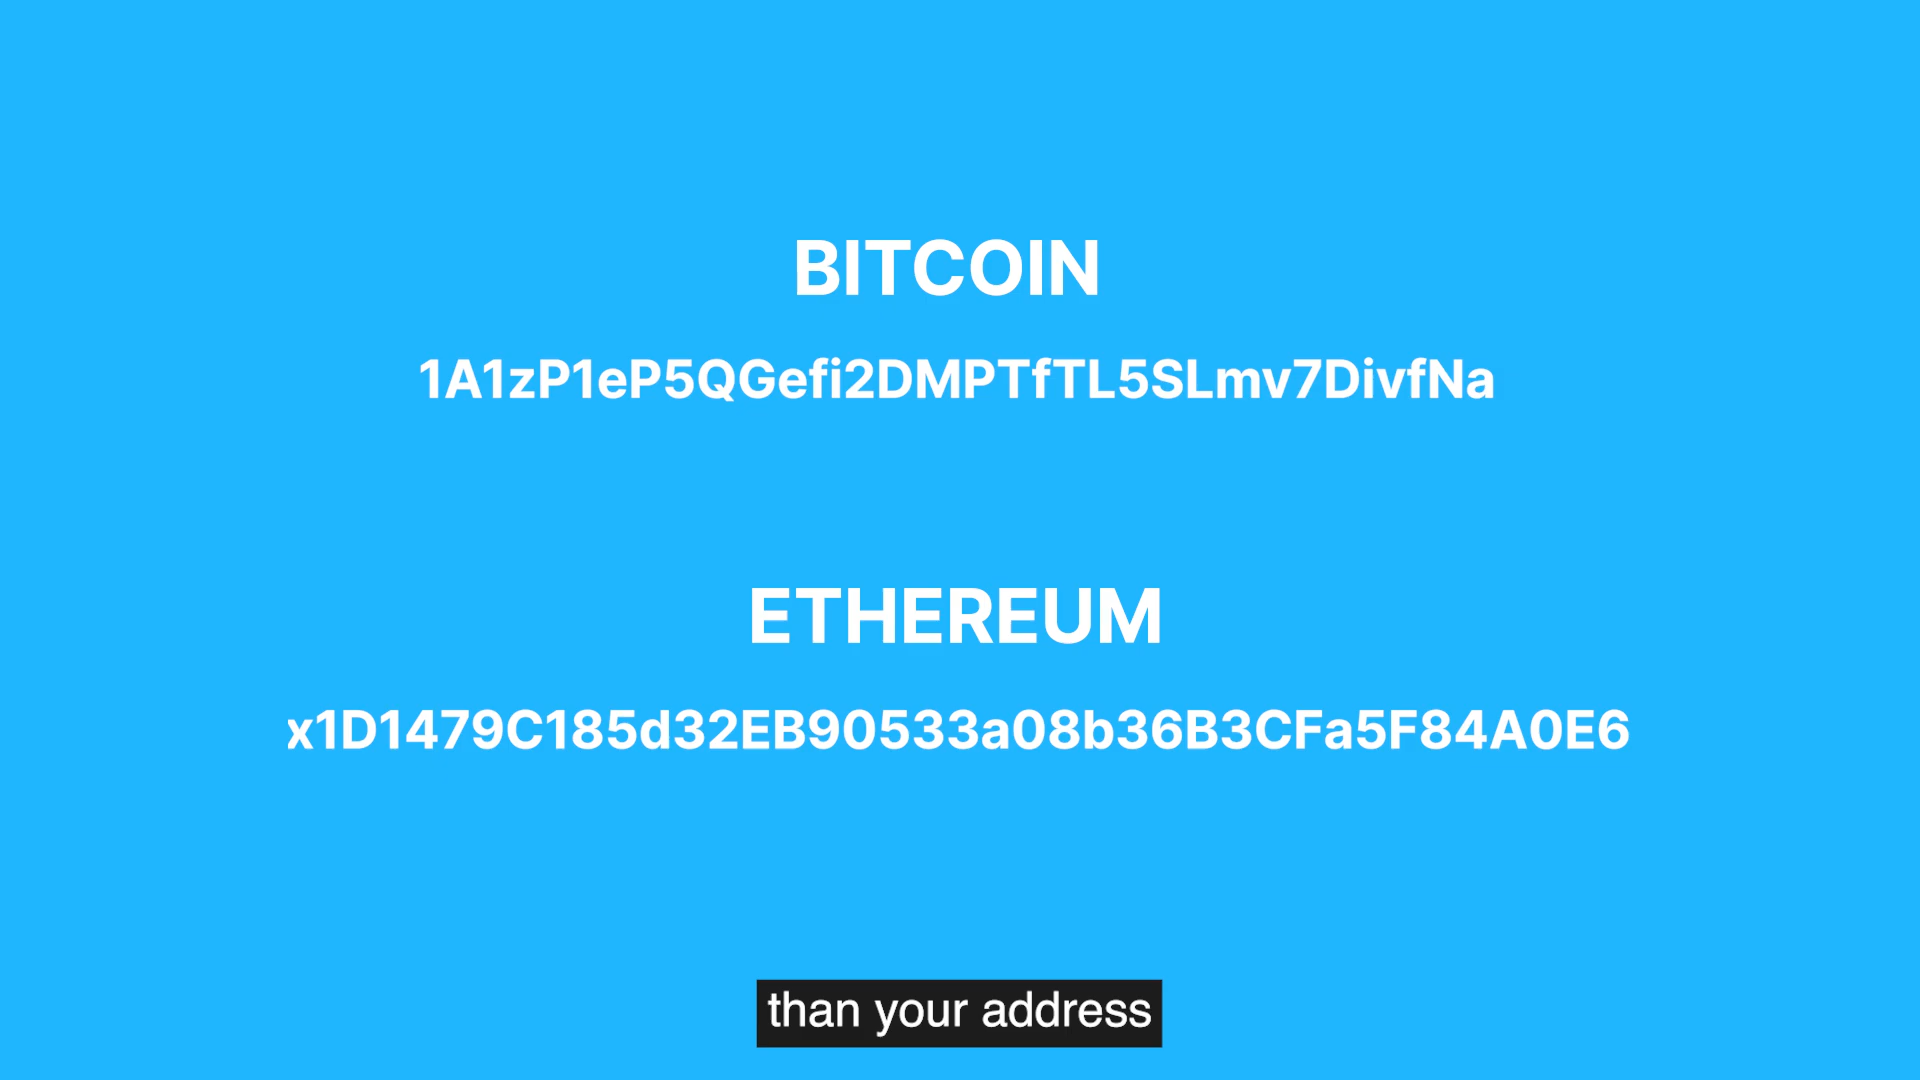 BITCOIN
1A1zP1eP5QGefi2DMPTfTL5SLmv7DivfNa
ETHEREUM
x1D1479C185d32EB90533a08b36B3CFa5F84A0E6
than your address